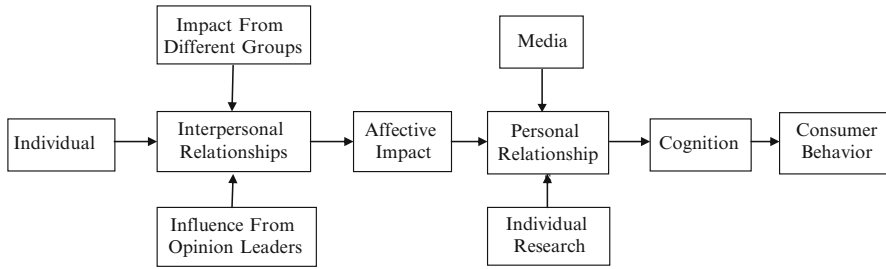 Impact From
Different Groups
Media
Individual
Interpersonal
Relationships
Affective
Impact
Personal
Relationship
Cognition
Consumer
Behavior
Influence From
Opinion Leaders
Individual
Research